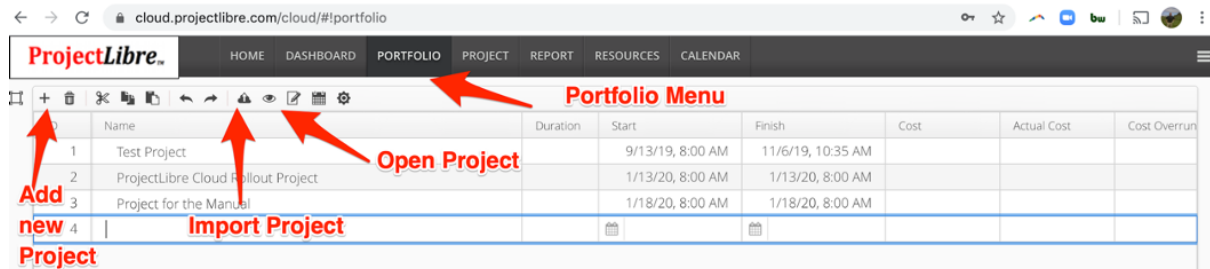 cloud.projectlibre.com/cloud/#!portfolio
bw
ProjectLibre™ HOME DASHBOARD PORTFOLIO PROJECT REPORT RESOURCES CALENDAR
Portfolio Menu
Name Duration Start Finish Cost Actual Cost Cost Overrun
1 Test Project 9/13/19, 8:00 AM 11/6/19, 10:35 AM
Open Project
2 ProjectLibre Cloud Rollout Project 1/13/20, 8:00 AM 1/13/20, 8:00 AM
3 Project for the Manual 1/18/20, 8:00 AM 1/18/20, 8:00 AM
4
Add
new
Project
Import Project